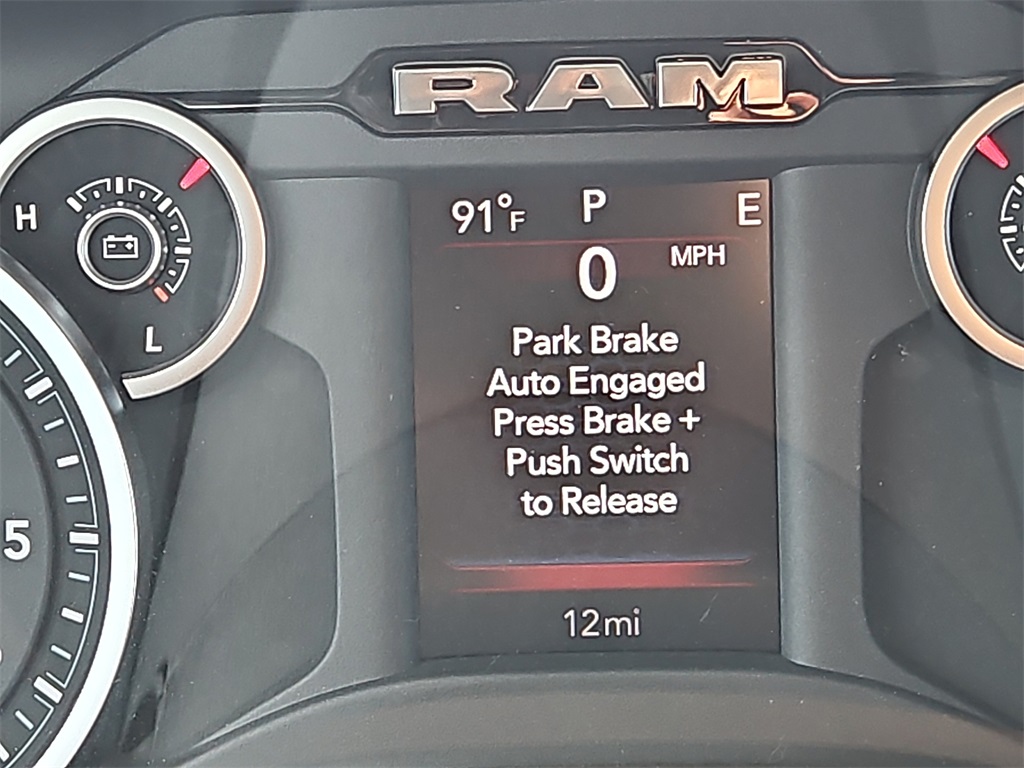 RAM
H
91°F P E
0 MPH
L
Park Brake
Auto Engaged
Press Brake +
Push Switch
to Release
5
12mi